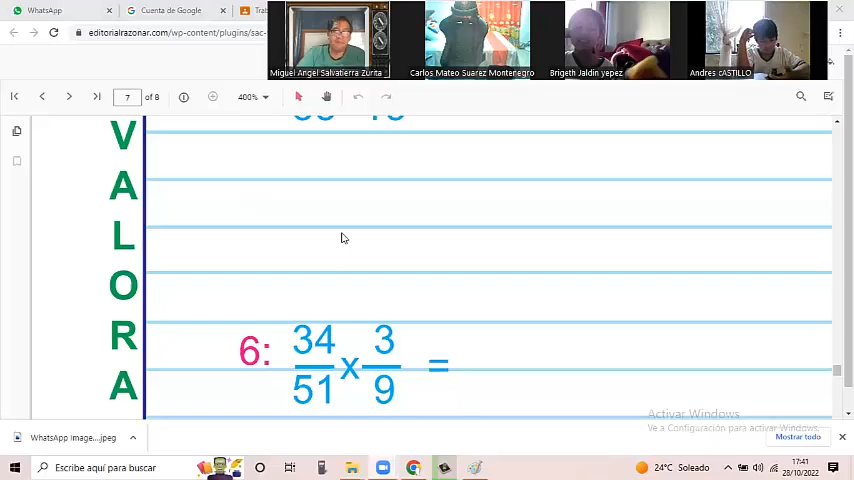 WhatsApp
Cuenta de Google
Trab
editorialrazonar.com/wp-content/plugins/sac-
Miguel Angel Salvatierra Zurita
Carlos Mateo Suarez Montenegro
Brigeth Jaldin yepez
Andres cASTILLO
7 of 8
400%
V
A
L
O
R
A
6: 34/51 x 3/9 =
Activar Windows
Ve a Configuración para activar Windows.
WhatsApp Image....jpeg
Mostrar todo
Escribe aquí para buscar
24°C Soleado
17:41
28/10/2022